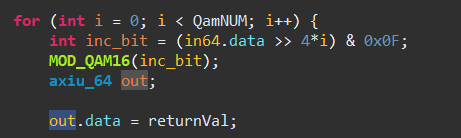 for (int i = 0; i < QamNUM; i++) {
int inc_bit = (in64.data >> 4*i) & 0x0F;
MOD_QAM16(inc_bit);
axiu_64 out;
out.data = returnVal;